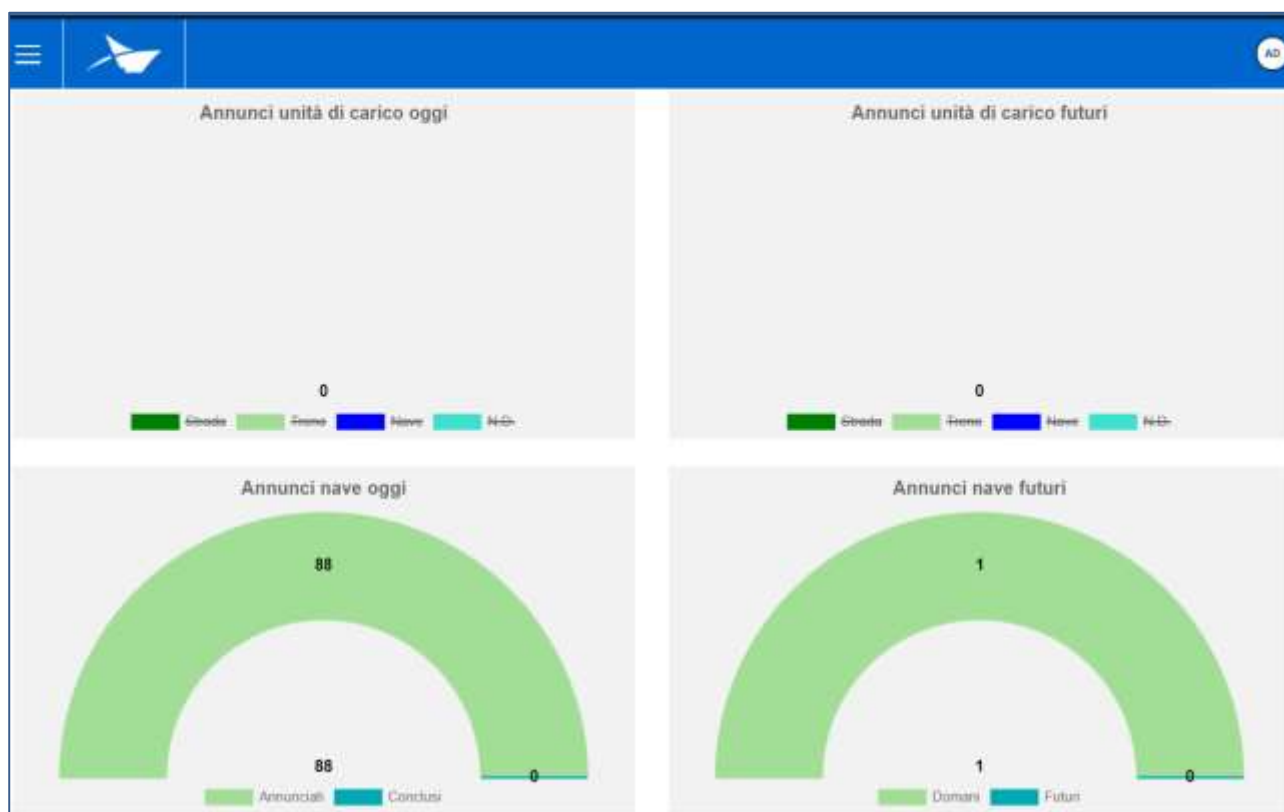 AD
Annunci unità di carico oggi
Annunci unità di carico futuri
0
0
Strada Treno Nave N.D.
Strada Treno Nave N.D.
Annunci nave oggi
Annunci nave futuri
88
1
88
0
1
0
Annunciati Conclusi
Domani Futuri